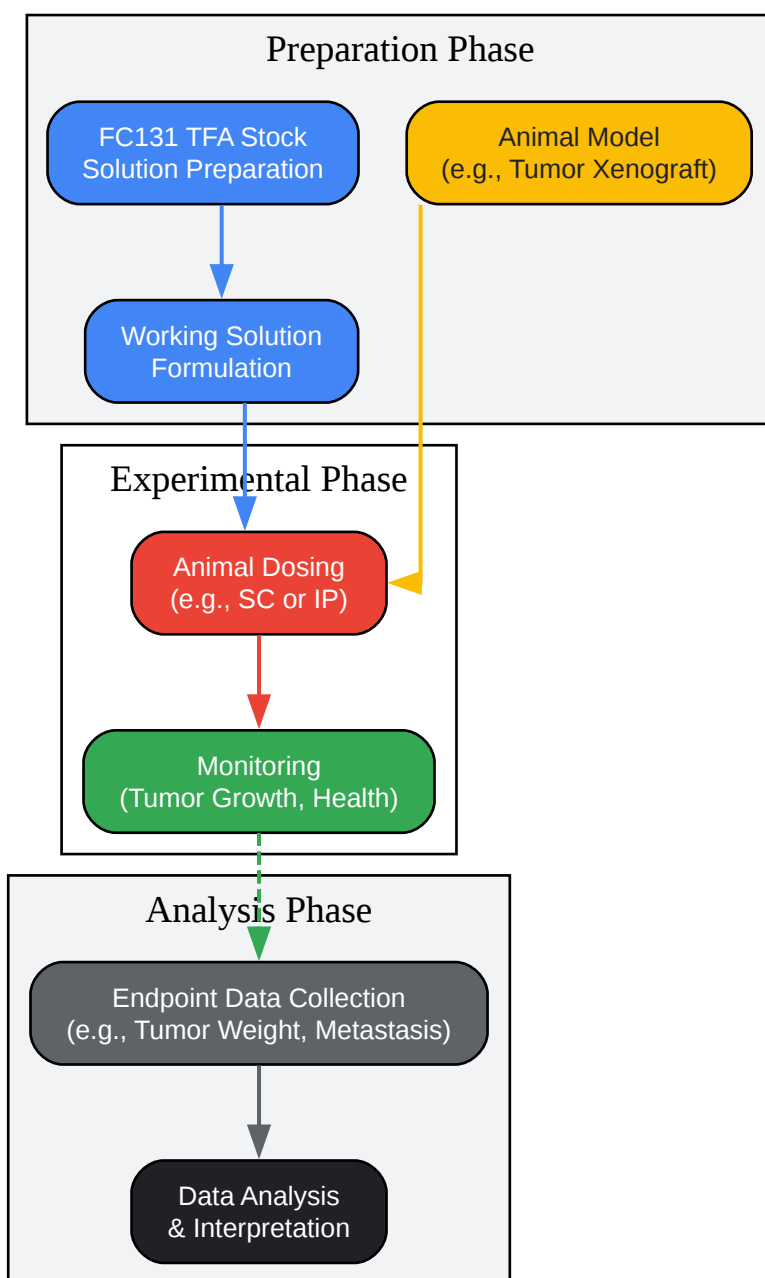 Preparation Phase
FC131 TFA Stock
Solution Preparation
Animal Model
(e.g., Tumor Xenograft)
Working Solution
Formulation
Experimental Phase
Animal Dosing
(e.g., SC or IP)
Monitoring
(Tumor Growth, Health)
Analysis Phase
Endpoint Data Collection
(e.g., Tumor Weight, Metastasis)
Data Analysis
& Interpretation